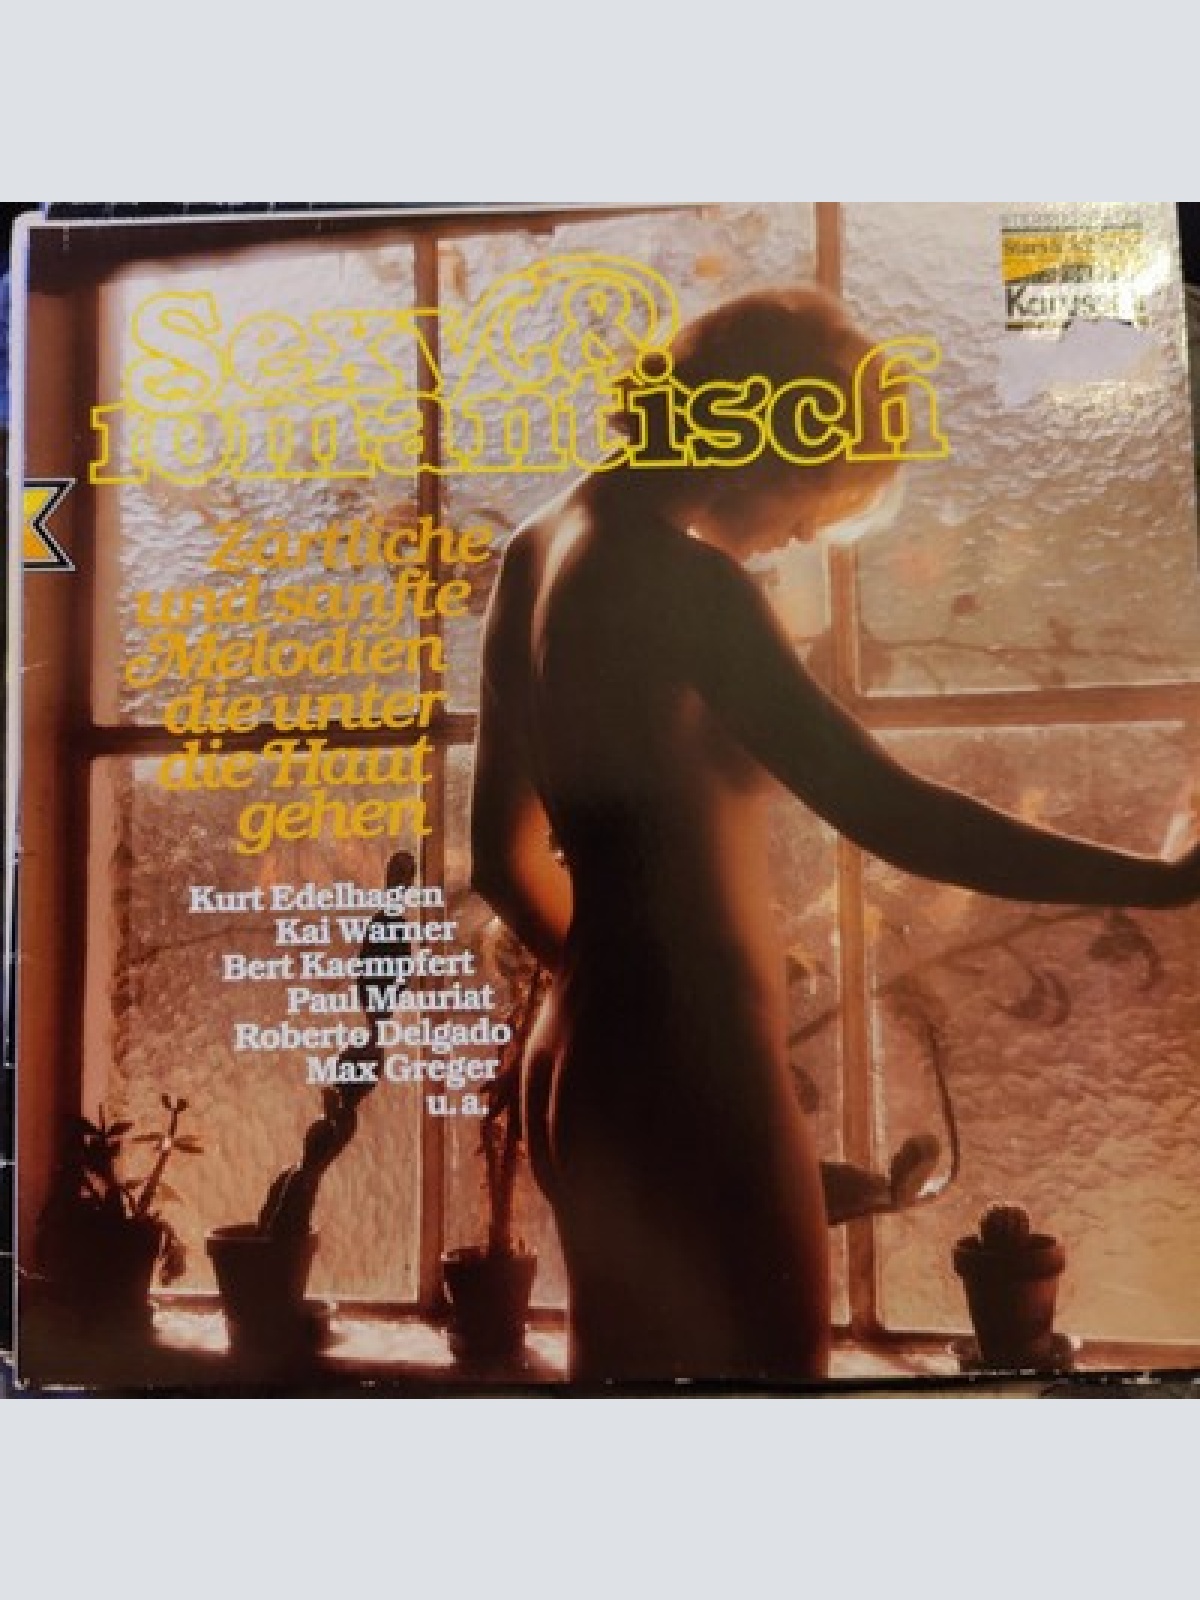 Sexy &
romantisch
Karussell
Zärtliche
und sanfte
Melodien
die unter
die Haut
gehen
Kurt Edelhagen
Kai Warner
Bert Kaempfert
Paul Mauriat
Roberto Delgado
Max Greger
u.a.